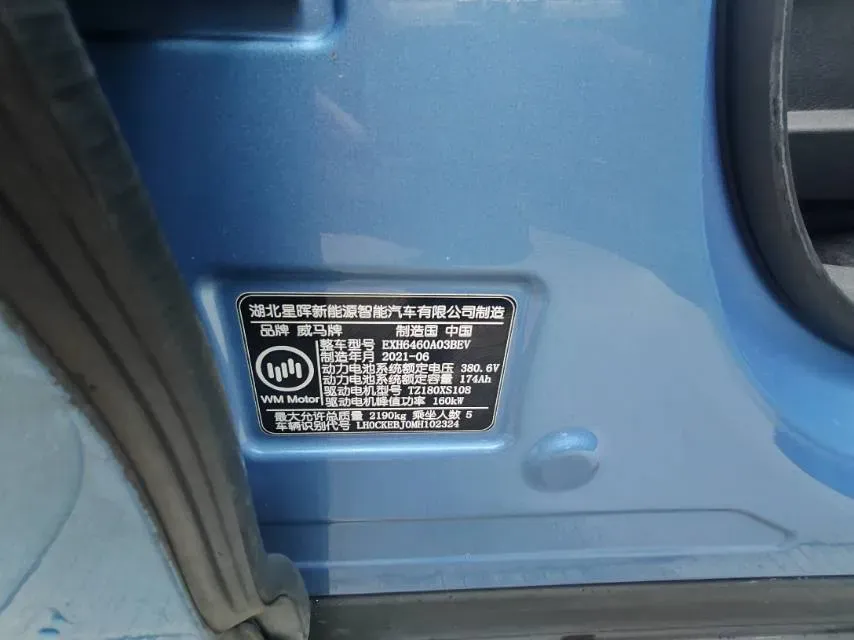 湖北星晖新能源智能汽车有限公司制造
品牌 威马牌 制造国 中国
整车型号 EXH6460A03BEV
制造年月 2021-06
动力电池系统额定电压 380.6V
动力电池系统额定容量 174Ah
驱动电机型号 TZ180XS108
驱动电机峰值功率 160kW
WM Motor
最大允许总质量 2190kg 乘坐人数 5
车辆识别代号 LH0CKEBJ0MH102324